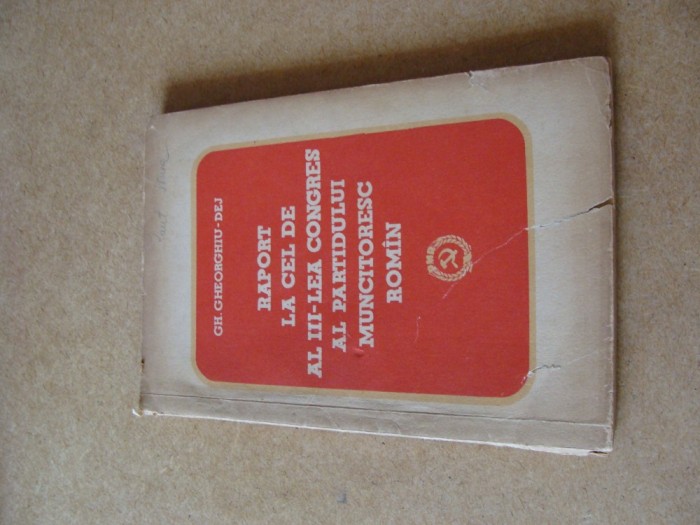 GH. GHEORGHIU-DEJ
RAPORT
LA CEL DE
AL III-LEA CONGRES
AL PARTIDULUI
MUNCITORESC
ROMÎN